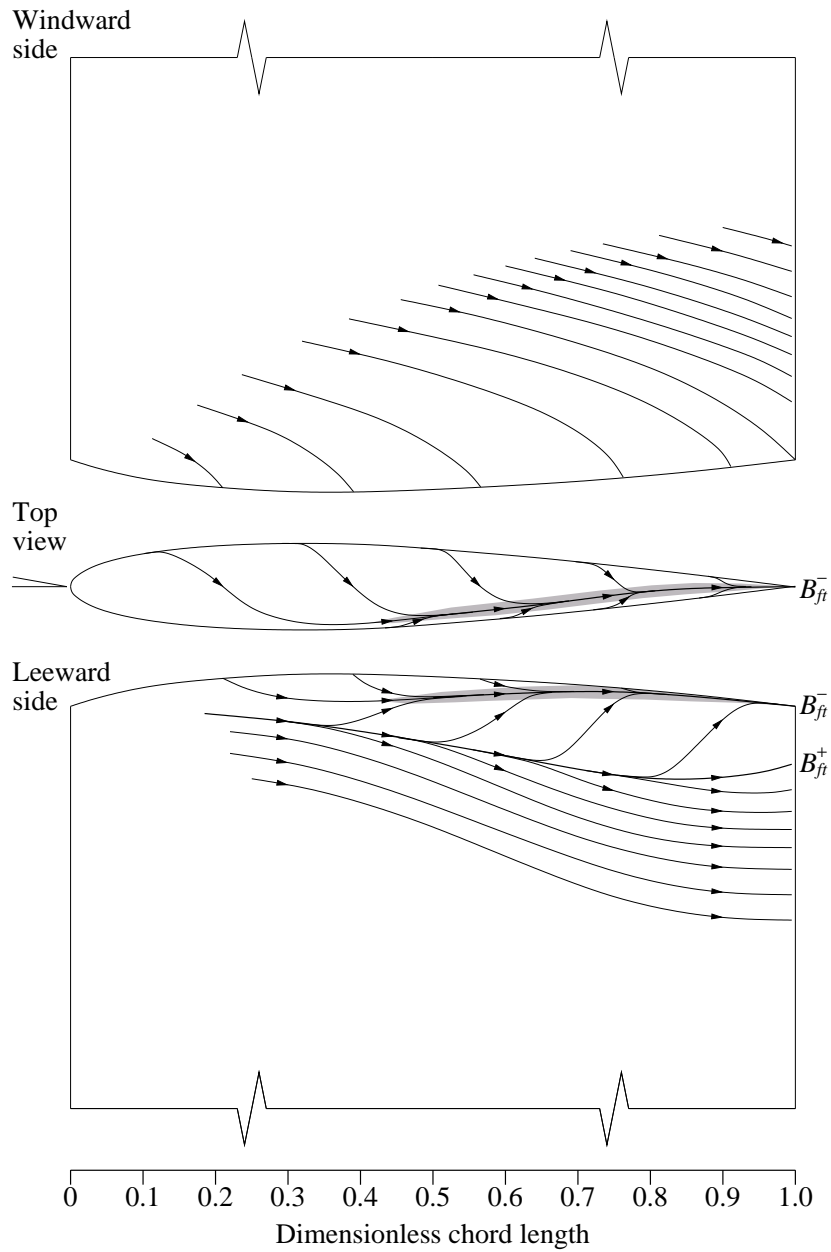 Windward
side
Top
view
B⁻ft
Leeward
side
B⁻ft
B⁺ft
0 0.1 0.2 0.3 0.4 0.5 0.6 0.7 0.8 0.9 1.0
Dimensionless chord length